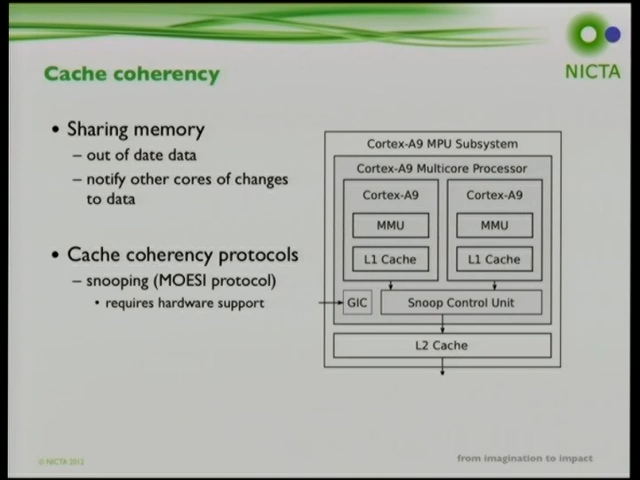 NICTA
Cache coherency
• Sharing memory
– out of date data
– notify other cores of changes
to data
• Cache coherency protocols
– snooping (MOESI protocol)
• requires hardware support
Cortex-A9 MPU Subsystem
Cortex-A9 Multicore Processor
Cortex-A9
MMU
L1 Cache
Cortex-A9
MMU
L1 Cache
GIC
Snoop Control Unit
L2 Cache
© NICTA 2012
from imagination to impact